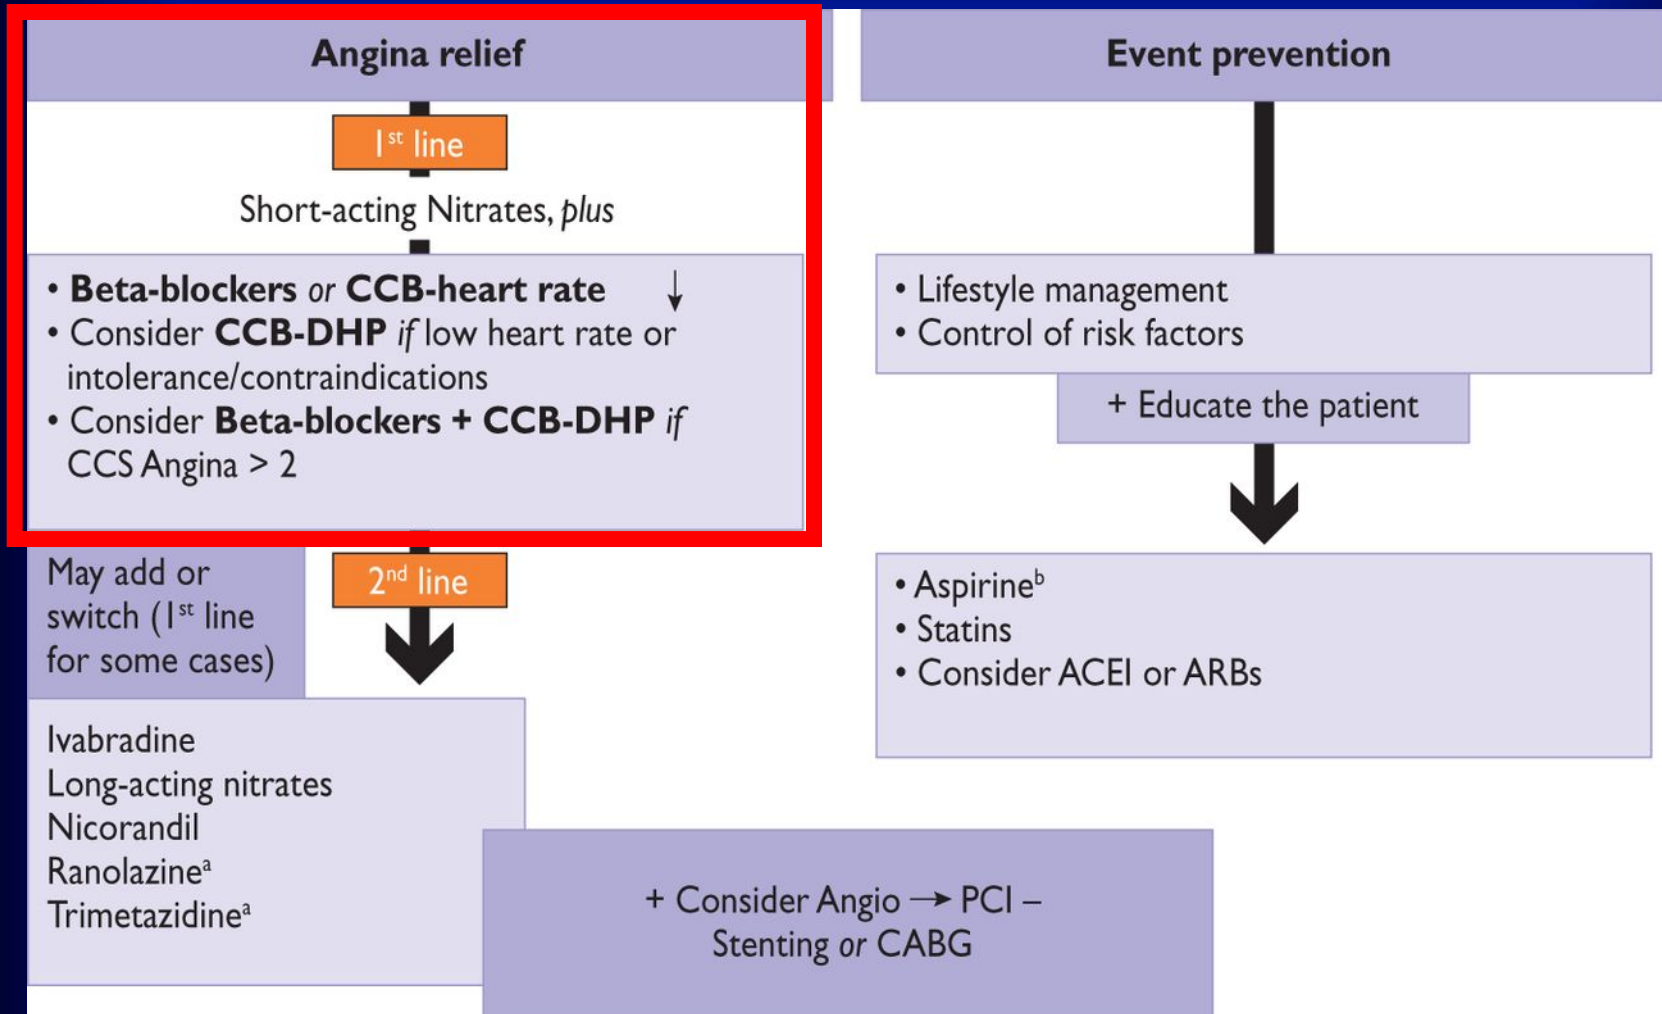 Angina relief
1st line
Short-acting Nitrates, plus
• Beta-blockers or CCB-heart rate ↓
• Consider CCB-DHP if low heart rate or
intolerance/contraindications
• Consider Beta-blockers + CCB-DHP if
CCS Angina > 2
May add or
switch (1st line
for some cases)
2nd line
Ivabradine
Long-acting nitrates
Nicorandil
Ranolazineᵃ
Trimetazidineᵃ
Event prevention
• Lifestyle management
• Control of risk factors
+ Educate the patient
• Aspirineᵇ
• Statins
• Consider ACEI or ARBs
+ Consider Angio → PCI –
Stenting or CABG